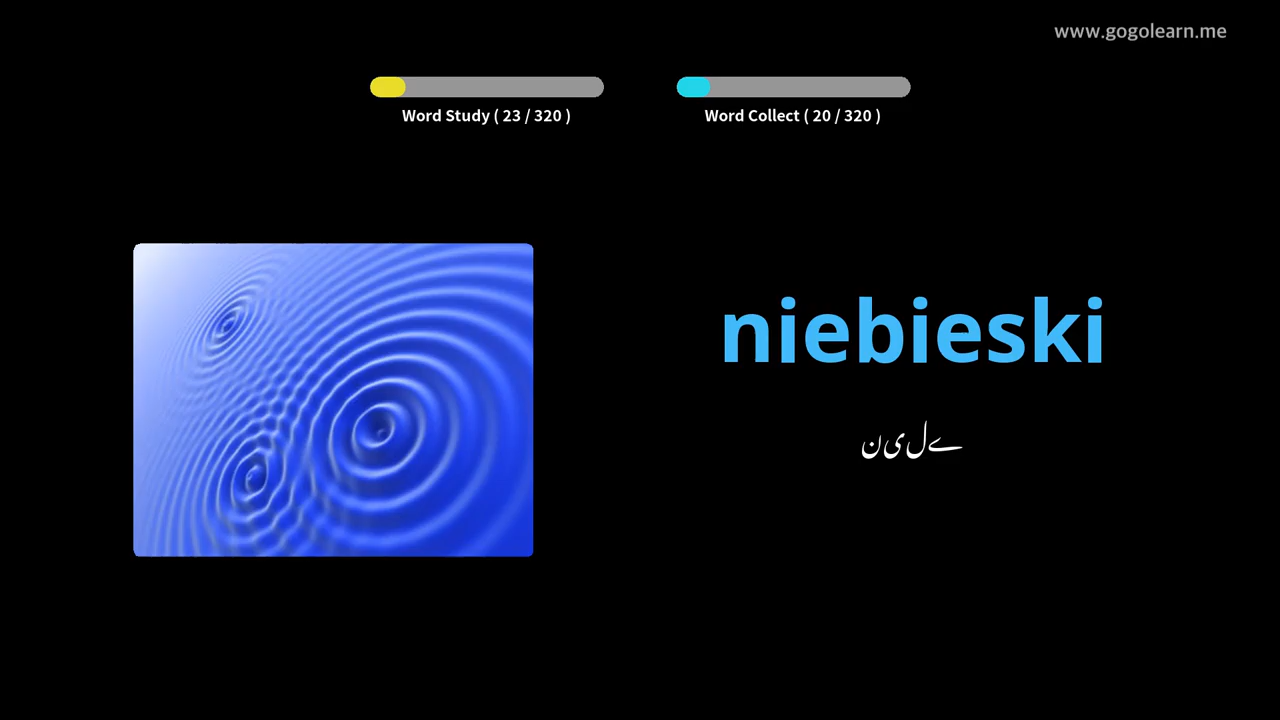 www.gogolearn.me
Word Study ( 23 / 320 )
Word Collect ( 20 / 320 )
niebieski
نیلے